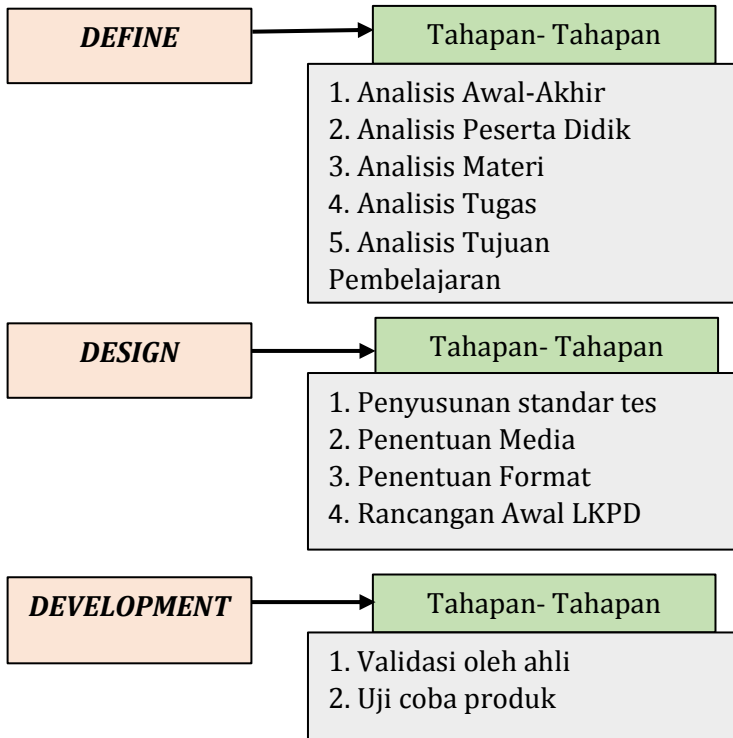 DEFINE
Tahapan- Tahapan
1. Analisis Awal-Akhir
2. Analisis Peserta Didik
3. Analisis Materi
4. Analisis Tugas
5. Analisis Tujuan
Pembelajaran
DESIGN
Tahapan- Tahapan
1. Penyusunan standar tes
2. Penentuan Media
3. Penentuan Format
4. Rancangan Awal LKPD
DEVELOPMENT
Tahapan- Tahapan
1. Validasi oleh ahli
2. Uji coba produk